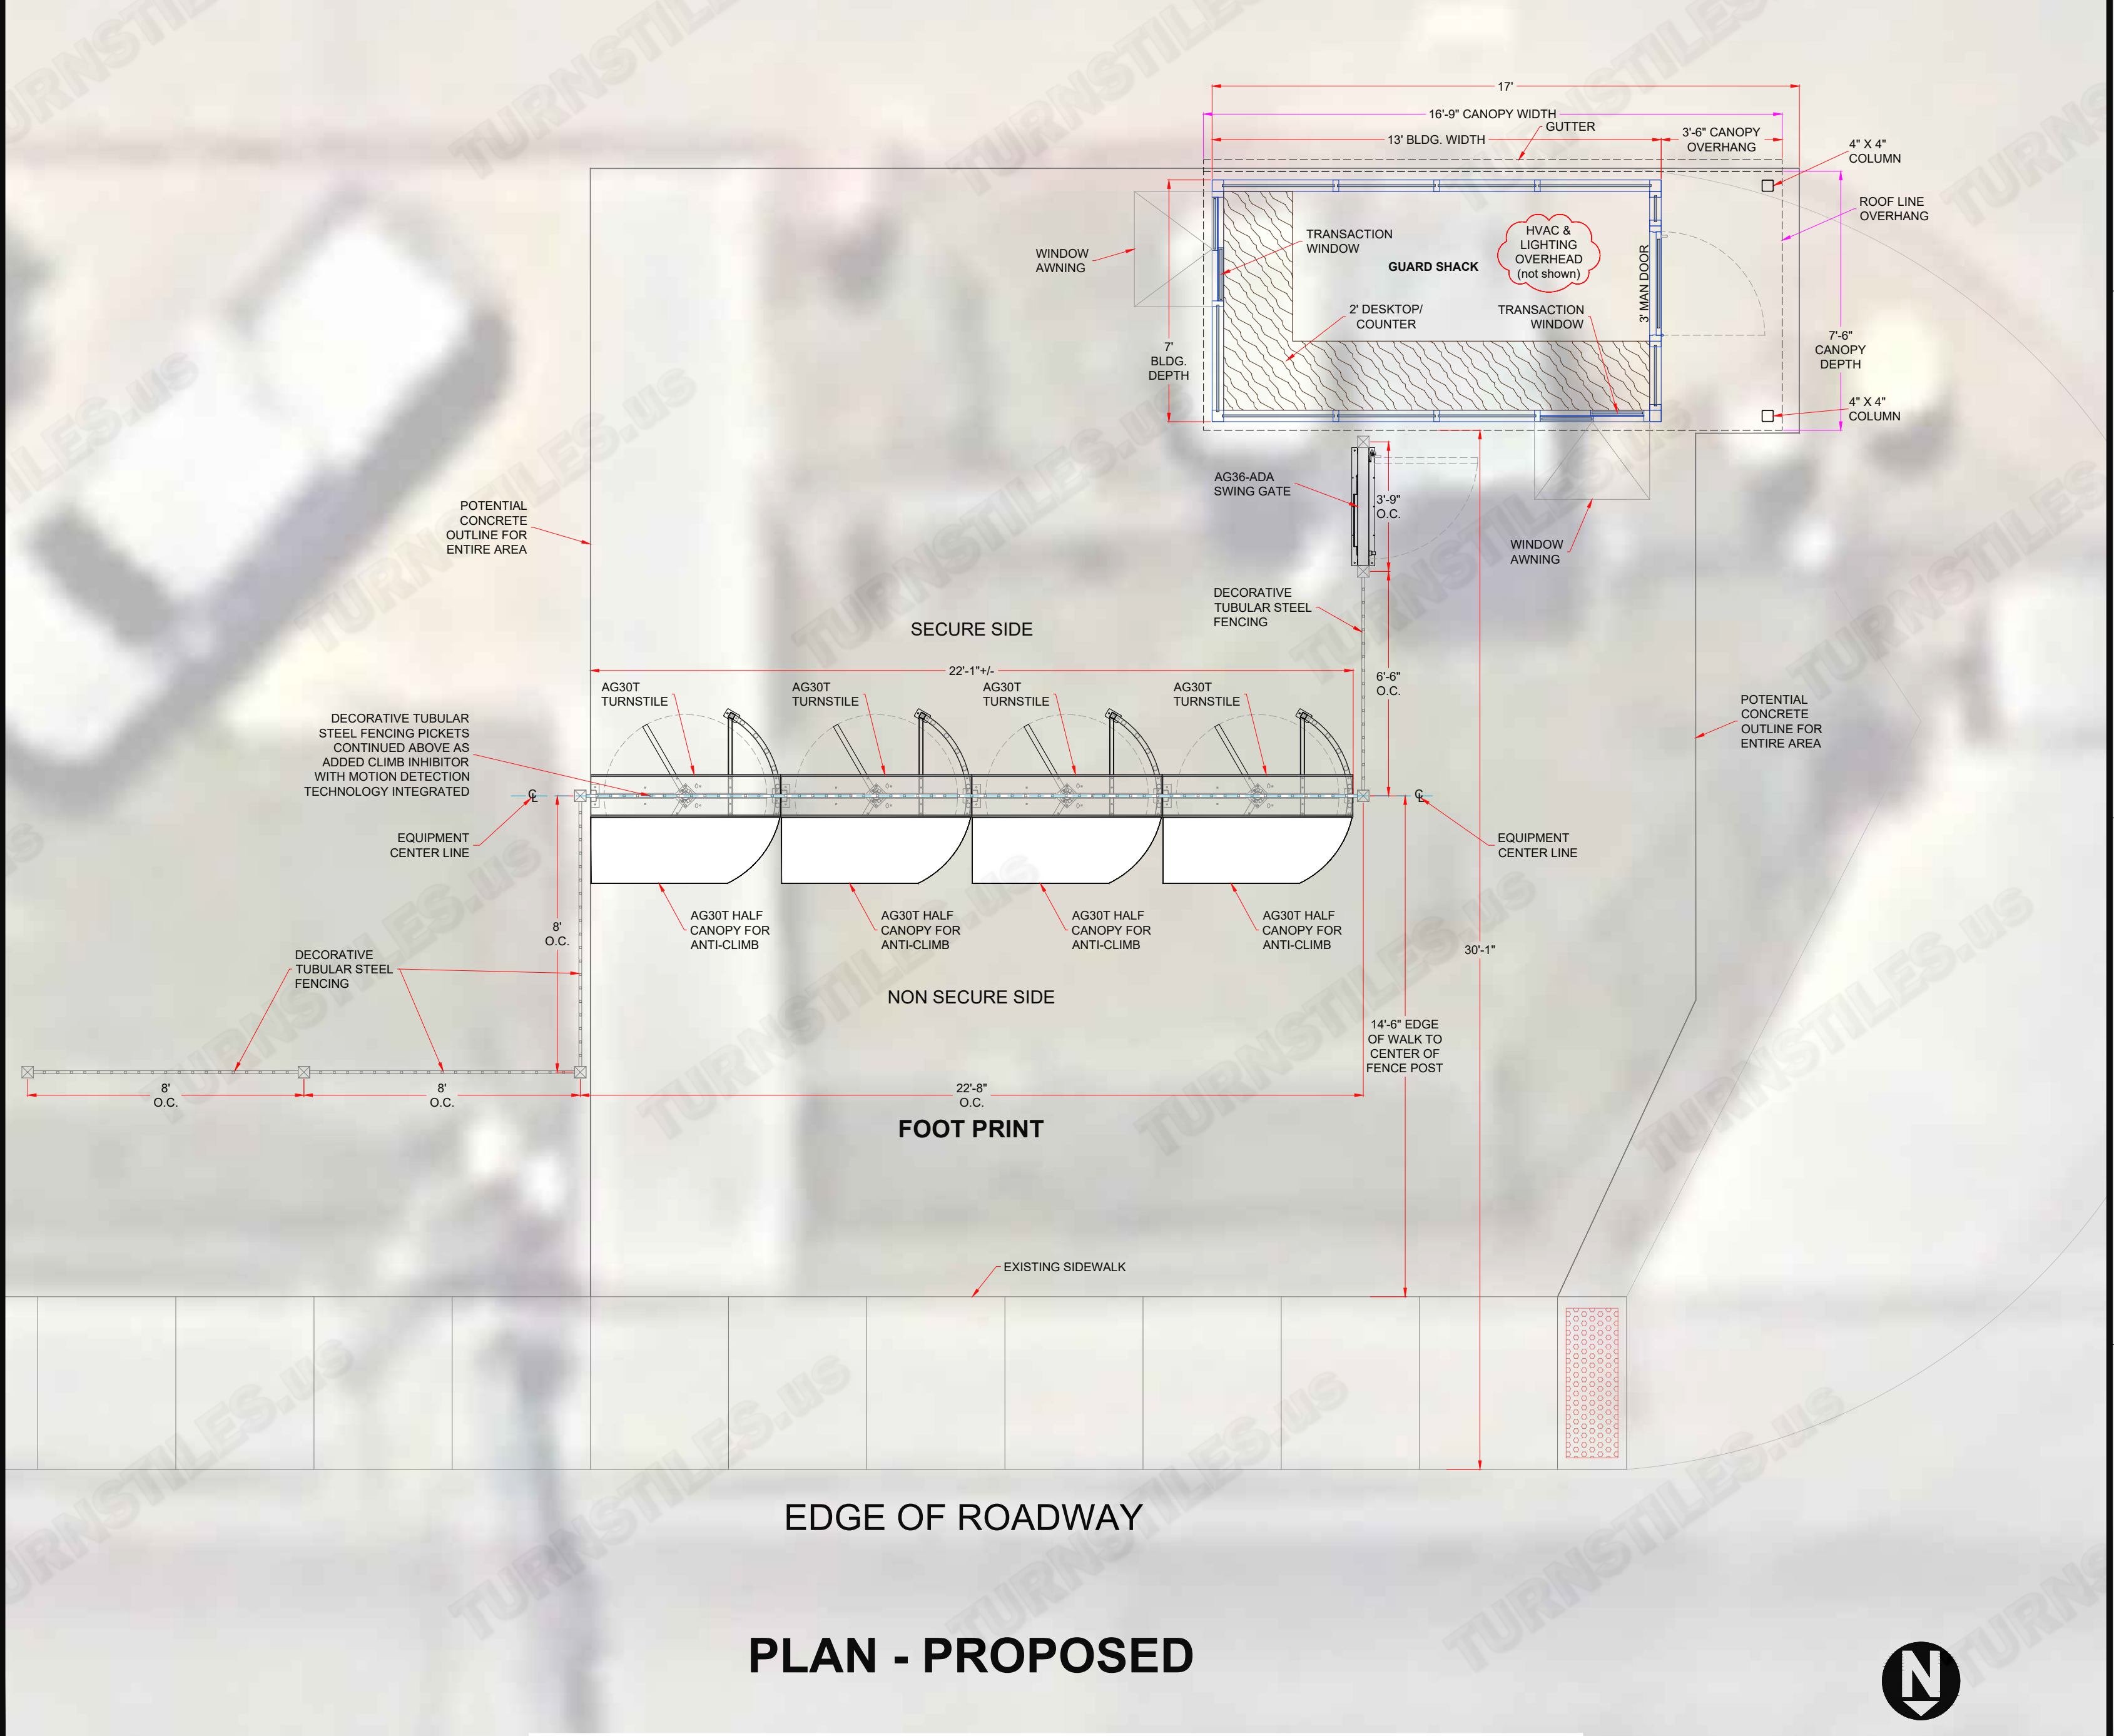 17'
16'-9" CANOPY WIDTH
GUTTER
13' BLDG. WIDTH
3'-6" CANOPY
OVERHANG
4" X 4"
COLUMN
ROOF LINE
OVERHANG
WINDOW
AWNING
TRANSACTION
WINDOW
HVAC &
LIGHTING
OVERHEAD
(not shown)
GUARD SHACK
3' MAN DOOR
2' DESKTOP/
COUNTER
TRANSACTION
WINDOW
7'
BLDG.
DEPTH
7'-6"
CANOPY
DEPTH
4" X 4"
COLUMN
AG36-ADA
SWING GATE
3'-9"
O.C.
POTENTIAL
CONCRETE
OUTLINE FOR
ENTIRE AREA
WINDOW
AWNING
DECORATIVE
TUBULAR STEEL
FENCING
SECURE SIDE
22'-1"+/-
6'-6"
O.C.
AG30T
TURNSTILE
AG30T
TURNSTILE
AG30T
TURNSTILE
AG30T
TURNSTILE
POTENTIAL
CONCRETE
OUTLINE FOR
ENTIRE AREA
DECORATIVE TUBULAR
STEEL FENCING PICKETS
CONTINUED ABOVE AS
ADDED CLIMB INHIBITOR
WITH MOTION DETECTION
TECHNOLOGY INTEGRATED
℄
℄
EQUIPMENT
CENTER LINE
EQUIPMENT
CENTER LINE
AG30T HALF
CANOPY FOR
ANTI-CLIMB
AG30T HALF
CANOPY FOR
ANTI-CLIMB
AG30T HALF
CANOPY FOR
ANTI-CLIMB
AG30T HALF
CANOPY FOR
ANTI-CLIMB
8'
O.C.
30'-1"
DECORATIVE
TUBULAR STEEL
FENCING
NON SECURE SIDE
14'-6" EDGE
OF WALK TO
CENTER OF
FENCE POST
8'
O.C.
8'
O.C.
22'-8"
O.C.
FOOT PRINT
EXISTING SIDEWALK
EDGE OF ROADWAY
PLAN - PROPOSED
N
TURNSTILES.us